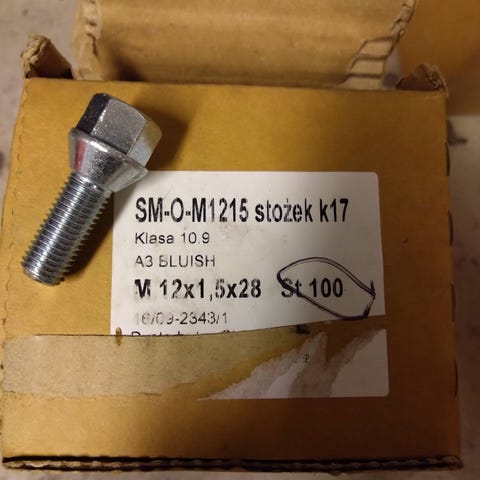 SM-O-M1215 stożek k17
Klasa 10.9
A3 BLUISH
M 12x1,5x28 St 100
16/09-2343/1